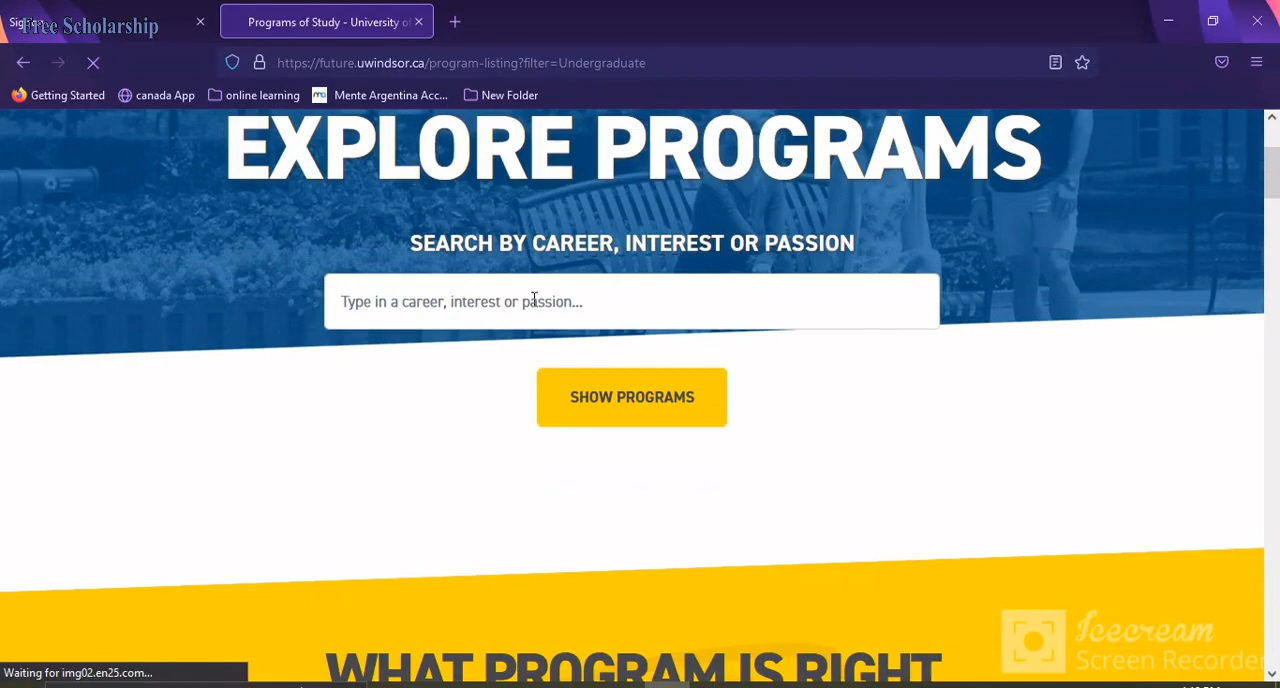 Free Scholarship
Programs of Study - University of
https://future.uwindsor.ca/program-listing?filter=Undergraduate
Getting Started
canada App
online learning
Mente Argentina Acc...
New Folder
EXPLORE PROGRAMS
SEARCH BY CAREER, INTEREST OR PASSION
Type in a career, interest or passion...
SHOW PROGRAMS
WHAT PROGRAM IS RIGHT
Icecream
Screen Recorder
Waiting for img02.en25.com...